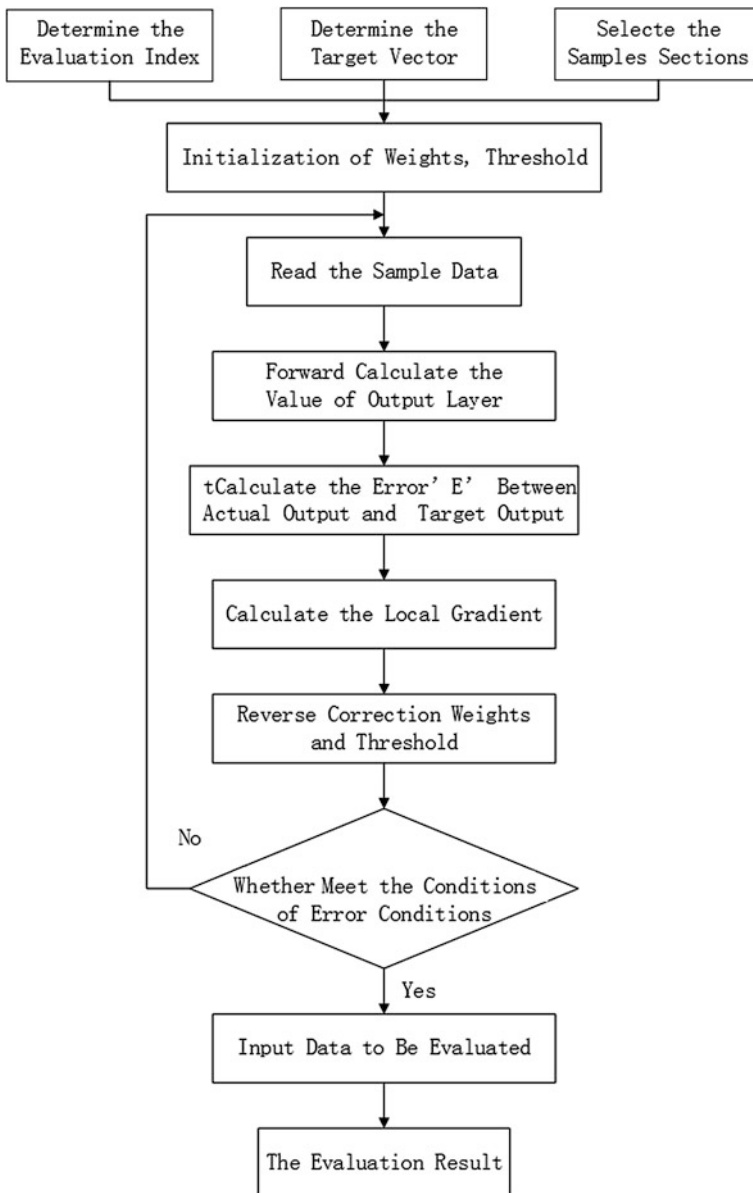 Determine the
Evaluation Index
Determine the
Target Vector
Selecte the
Samples Sections
Initialization of Weights, Threshold
Read the Sample Data
Forward Calculate the
Value of Output Layer
tCalculate the Error' E' Between
Actual Output and Target Output
Calculate the Local Gradient
Reverse Correction Weights
and Threshold
No
Whether Meet the Conditions
of Error Conditions
Yes
Input Data to Be Evaluated
The Evaluation Result